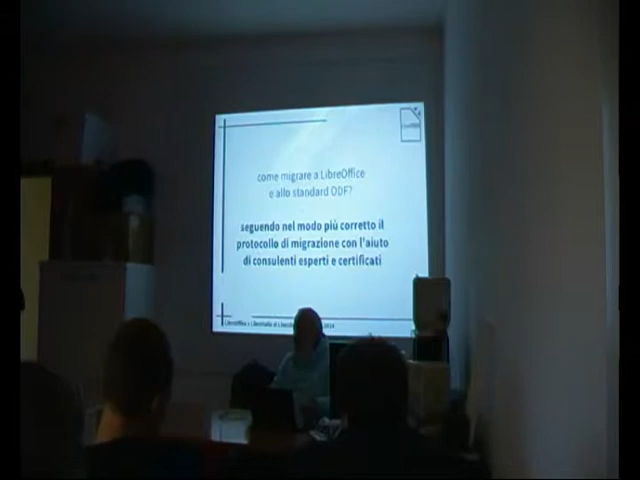 come migrare a LibreOffice
e allo standard ODF?
seguendo nel modo più corretto il
protocollo di migrazione con l'aiuto
di consulenti esperti e certificati